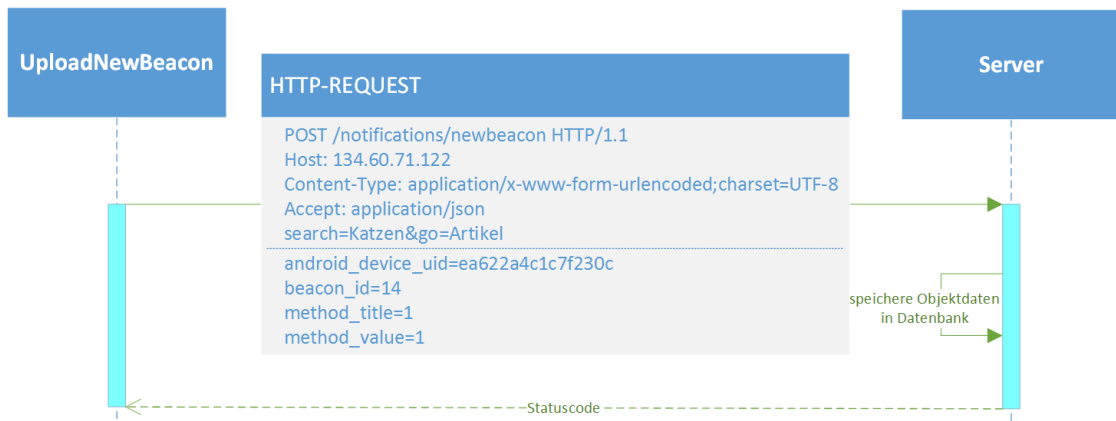 UploadNewBeacon
Server
HTTP-REQUEST
POST /notifications/newbeacon HTTP/1.1
Host: 134.60.71.122
Content-Type: application/x-www-form-urlencoded;charset=UTF-8
Accept: application/json
search=Katzen&go=Artikel
android_device_uid=ea622a4c1c7f230c
beacon_id=14
method_title=1
method_value=1
speichere Objektdaten
in Datenbank
Statuscode